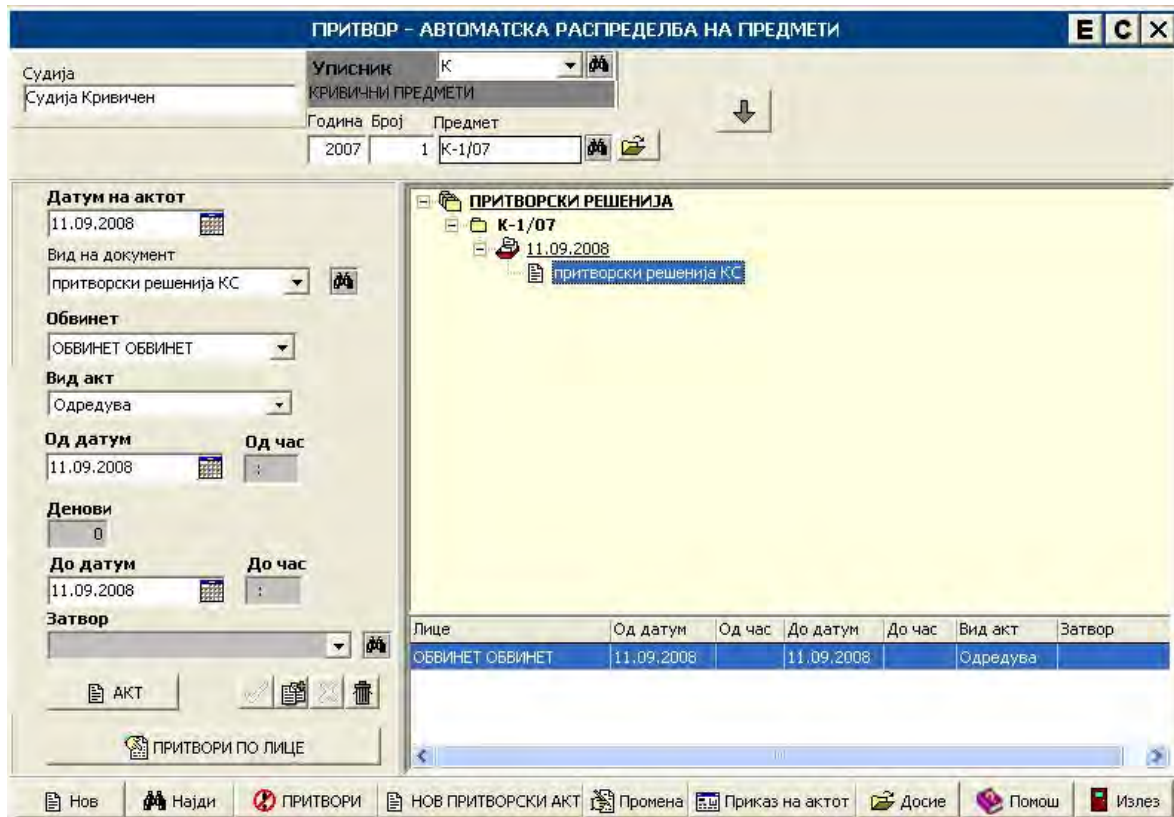 ПРИТВОР - АВТОМАТСКА РАСПРЕДЕЛБА НА ПРЕДМЕТИ E C
Судија
Судија Кривичен
Уписник К
КРИВИЧНИ ПРЕДМЕТИ
Година Број Предмет
2007 1 К-1/07
Датум на актот
11.09.2008
Вид на документ
притворски решенија КС
Обвинет
ОБВИНЕТ ОБВИНЕТ
Вид акт
Одредува
Од датум Од час
11.09.2008 :
Денови
0
До датум До час
11.09.2008 :
Затвор
АКТ
ПРИТВОРИ ПО ЛИЦЕ
ПРИТВОРСКИ РЕШЕНИЈА
К-1/07
11.09.2008
притворски решенија КС
Лице Од датум Од час До датум До час Вид акт Затвор
ОБВИНЕТ ОБВИНЕТ 11.09.2008 11.09.2008 Одредува
Нов Најди ПРИТВОРИ НОВ ПРИТВОРСКИ АКТ Промена Приказ на актот Досие Помош Излез